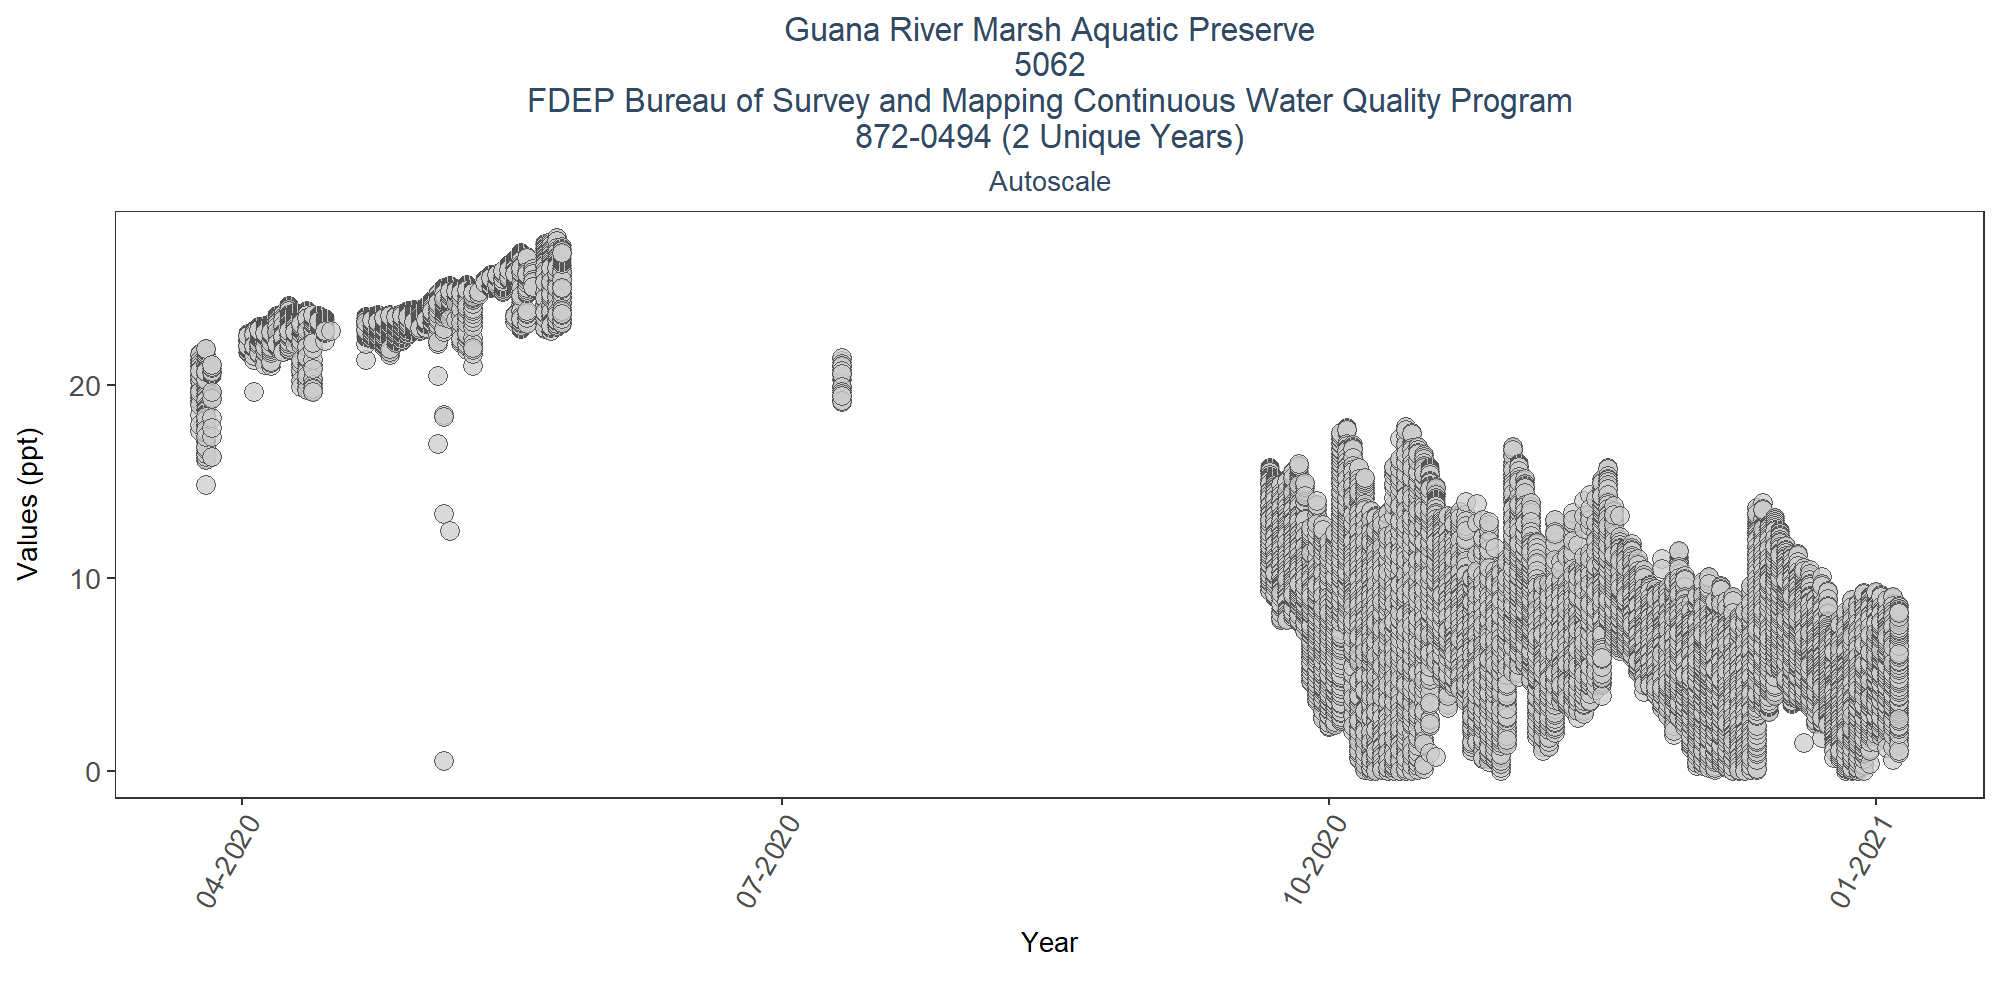 Guana River Marsh Aquatic Preserve
5062
FDEP Bureau of Survey and Mapping Continuous Water Quality Program
872-0494 (2 Unique Years)
Autoscale
Values (ppt)
20
10
0
04-2020
07-2020
10-2020
01-2021
Year